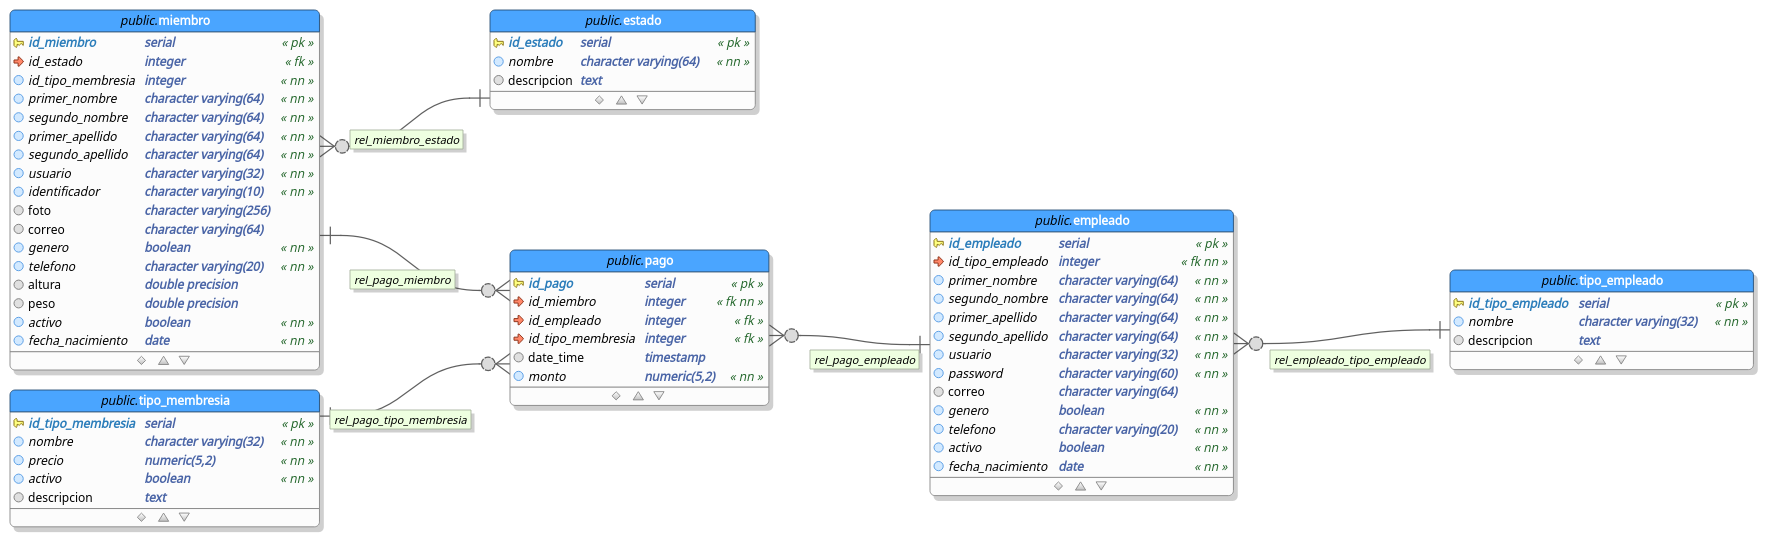 public.miembro
id_miembro serial « pk »
id_estado integer « fk »
id_tipo_membresia integer « nn »
primer_nombre character varying(64) « nn »
segundo_nombre character varying(64) « nn »
primer_apellido character varying(64) « nn »
segundo_apellido character varying(64) « nn »
usuario character varying(32) « nn »
identificador character varying(10) « nn »
foto character varying(256)
correo character varying(64)
genero boolean « nn »
telefono character varying(20) « nn »
altura double precision
peso double precision
activo boolean « nn »
fecha_nacimiento date « nn »
public.estado
id_estado serial « pk »
nombre character varying(64) « nn »
descripcion text
rel_miembro_estado
rel_pago_miembro
public.pago
id_pago serial « pk »
id_miembro integer « fk nn »
id_empleado integer « fk »
id_tipo_membresia integer « fk »
date_time timestamp
monto numeric(5,2) « nn »
public.tipo_membresia
id_tipo_membresia serial « pk »
nombre character varying(32) « nn »
precio numeric(5,2) « nn »
activo boolean « nn »
descripcion text
rel_pago_tipo_membresia
rel_pago_empleado
public.empleado
id_empleado serial « pk »
id_tipo_empleado integer « fk nn »
primer_nombre character varying(64) « nn »
segundo_nombre character varying(64) « nn »
primer_apellido character varying(64) « nn »
segundo_apellido character varying(64) « nn »
usuario character varying(32) « nn »
password character varying(60) « nn »
correo character varying(64)
genero boolean « nn »
telefono character varying(20) « nn »
activo boolean « nn »
fecha_nacimiento date « nn »
rel_empleado_tipo_empleado
public.tipo_empleado
id_tipo_empleado serial « pk »
nombre character varying(32) « nn »
descripcion text